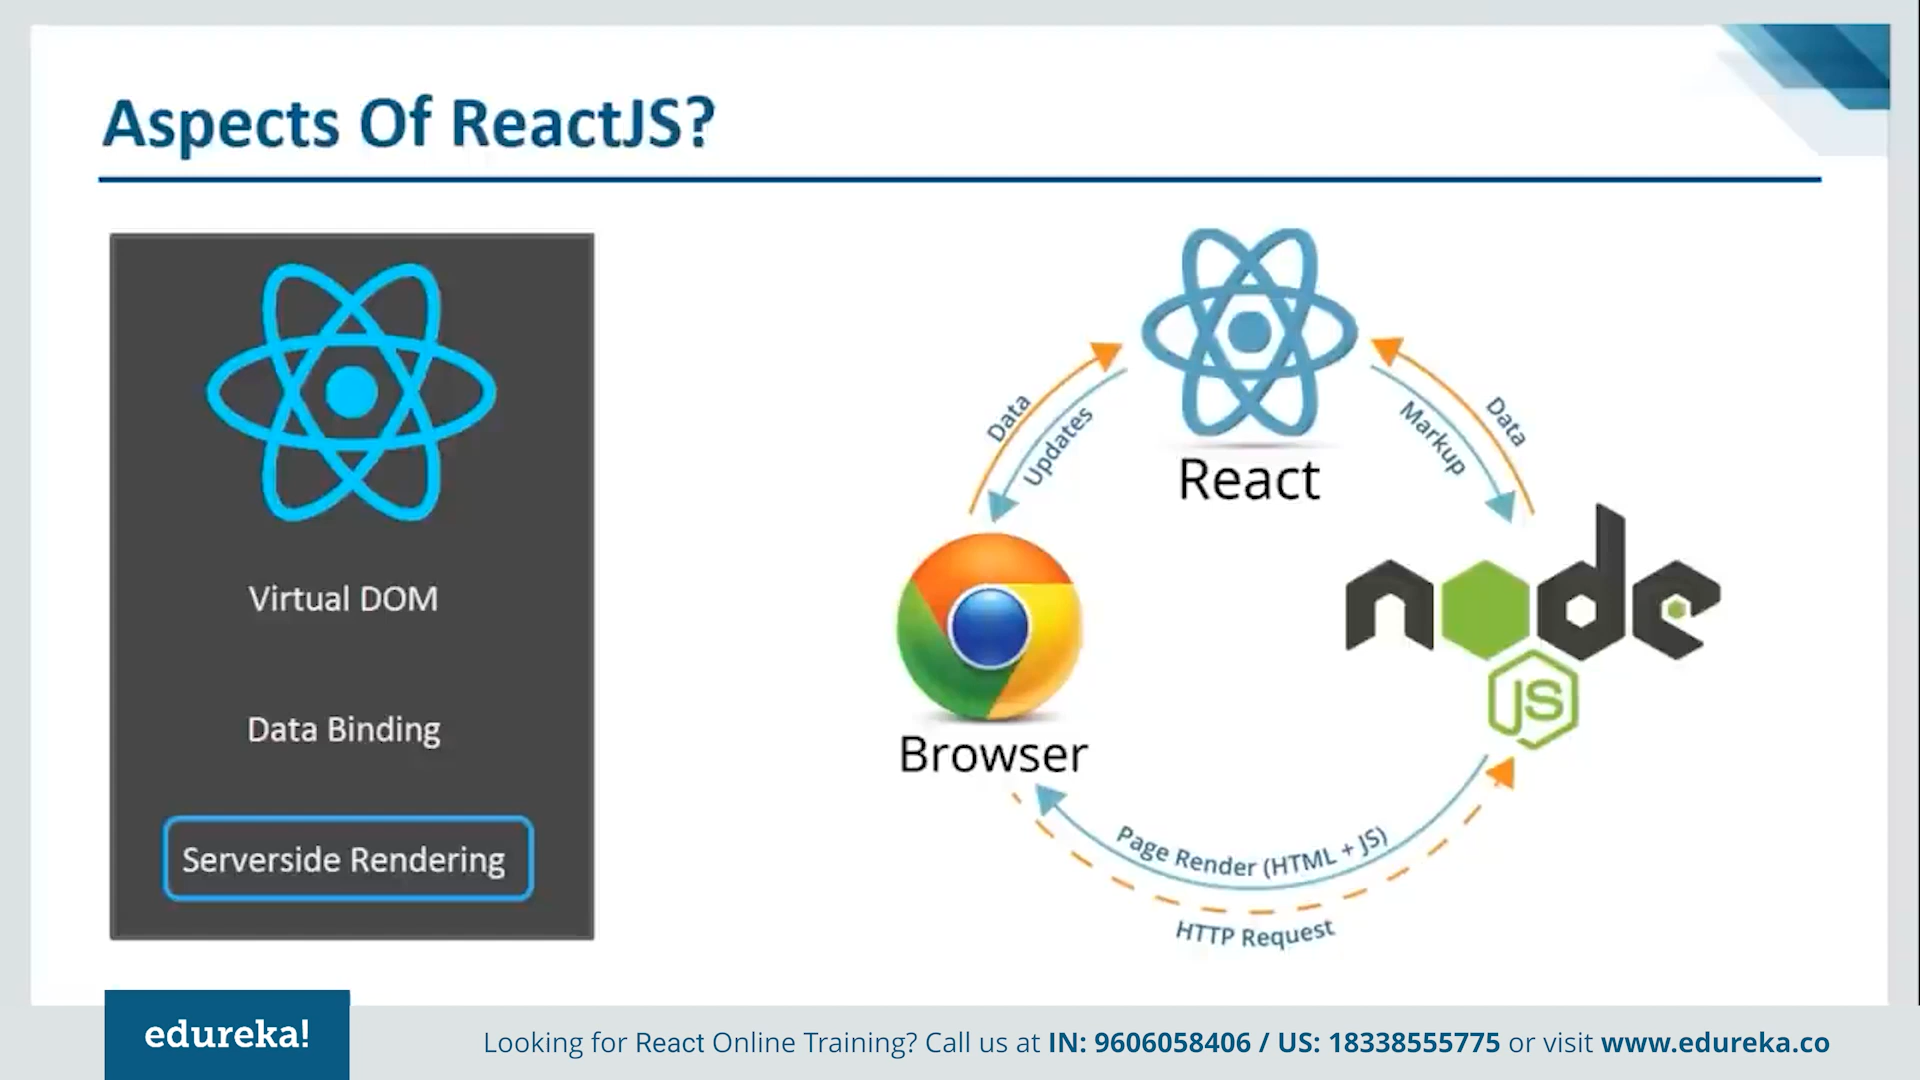 Aspects Of ReactJS?
Virtual DOM
Data Binding
Serverside Rendering
React
Data
Updates
Markup
Data
Browser
node
JS
Page Render (HTML + JS)
HTTP Request
edureka!
Looking for React Online Training? Call us at IN: 9606058406 / US: 18338555775 or visit www.edureka.co